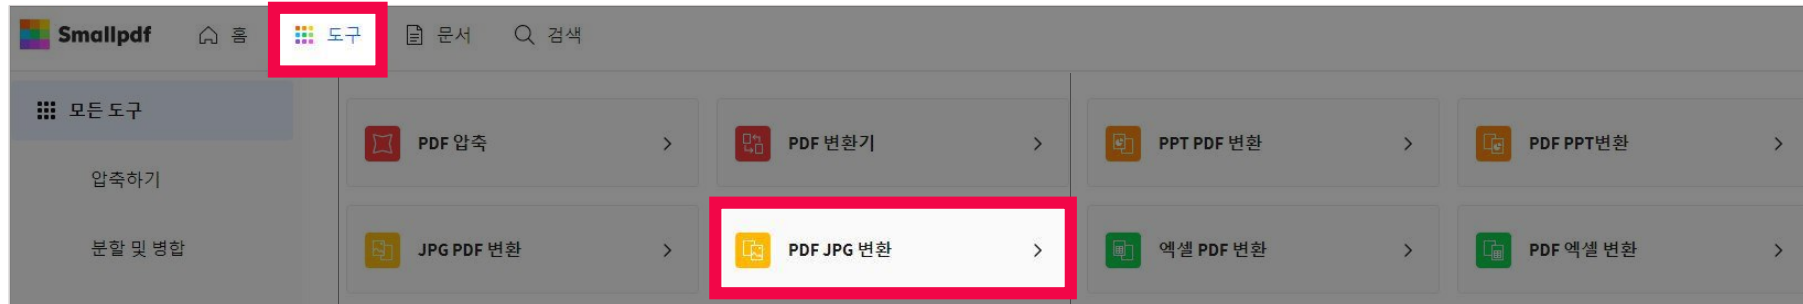 Smallpdf 홈 도구 문서 검색
모든 도구
PDF 압축 PDF 변환기 PPT PDF 변환 PDF PPT변환
압축하기
분할 및 병합 JPG PDF 변환 PDF JPG 변환 엑셀 PDF 변환 PDF 엑셀 변환